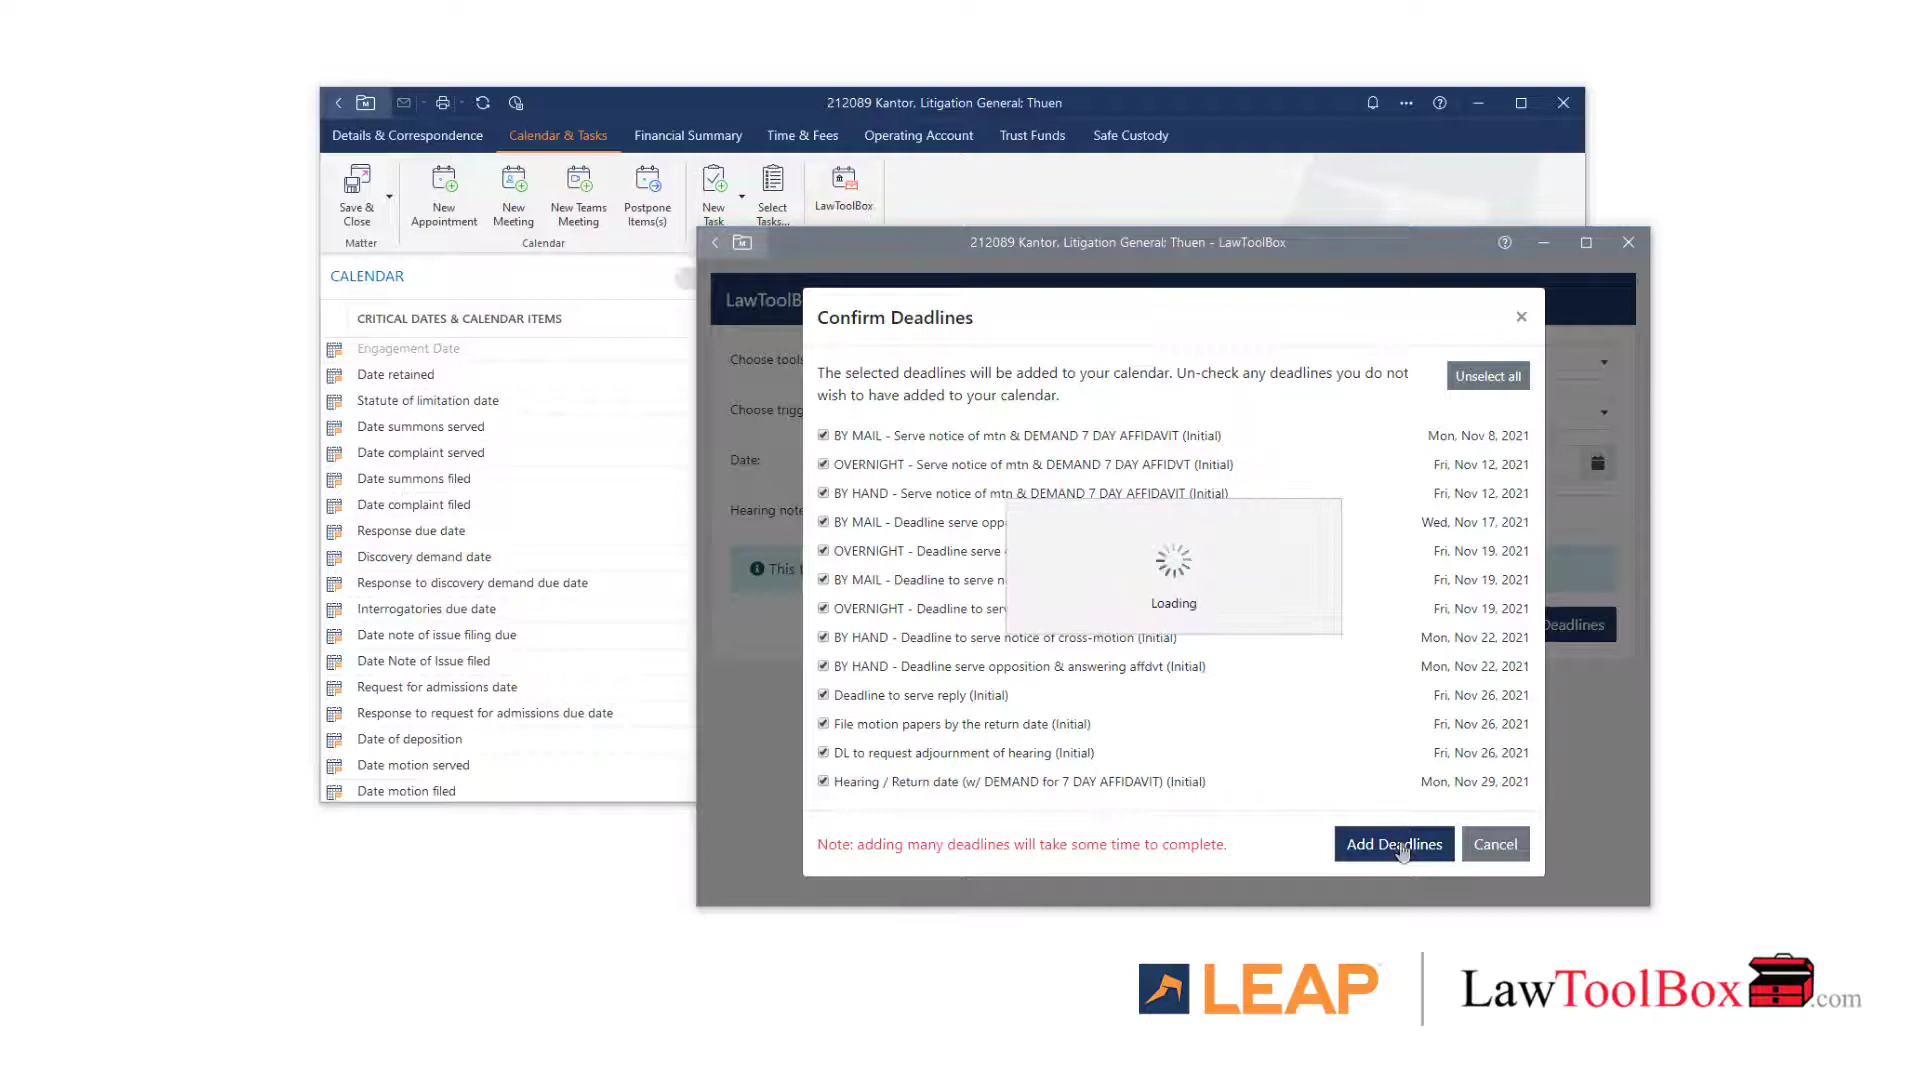 212089 Kantor, Litigation General; Thuen
Details & Correspondence
Calendar & Tasks
Financial Summary
Time & Fees
Operating Account
Trust Funds
Safe Custody
Save & Close
New Appointment
New Meeting
New Teams Meeting
Postpone Items(s)
New Task
Select Tasks...
LawToolBox
Matter
Calendar
212089 Kantor, Litigation General; Thuen - LawToolBox
CALENDAR
CRITICAL DATES & CALENDAR ITEMS
Engagement Date
Date retained
Statute of limitation date
Date summons served
Date complaint served
Date summons filed
Date complaint filed
Response due date
Discovery demand date
Response to discovery demand due date
Interrogatories due date
Date note of issue filing due
Date Note of Issue filed
Request for admissions date
Response to request for admissions due date
Date of deposition
Date motion served
Date motion filed
LawToolB
Choose tools
Choose trigg
Date:
Hearing note
This
Deadlines
Confirm Deadlines
×
The selected deadlines will be added to your calendar. Un-check any deadlines you do not
wish to have added to your calendar.
Unselect all
BY MAIL - Serve notice of mtn & DEMAND 7 DAY AFFIDAVIT (Initial) Mon, Nov 8, 2021
OVERNIGHT - Serve notice of mtn & DEMAND 7 DAY AFFIDVT (Initial) Fri, Nov 12, 2021
BY HAND - Serve notice of mtn & DEMAND 7 DAY AFFIDAVIT (Initial) Fri, Nov 12, 2021
BY MAIL - Deadline serve opp Wed, Nov 17, 2021
OVERNIGHT - Deadline serve Fri, Nov 19, 2021
BY MAIL - Deadline to serve n Fri, Nov 19, 2021
OVERNIGHT - Deadline to serv Fri, Nov 19, 2021
BY HAND - Deadline to serve notice of cross-motion (Initial) Mon, Nov 22, 2021
BY HAND - Deadline serve opposition & answering affdvt (Initial) Mon, Nov 22, 2021
Deadline to serve reply (Initial) Fri, Nov 26, 2021
File motion papers by the return date (Initial) Fri, Nov 26, 2021
DL to request adjournment of hearing (Initial) Fri, Nov 26, 2021
Hearing / Return date (w/ DEMAND for 7 DAY AFFIDAVIT) (Initial) Mon, Nov 29, 2021
Loading
Note: adding many deadlines will take some time to complete.
Add Deadlines
Cancel
LEAP
LawToolBox.com